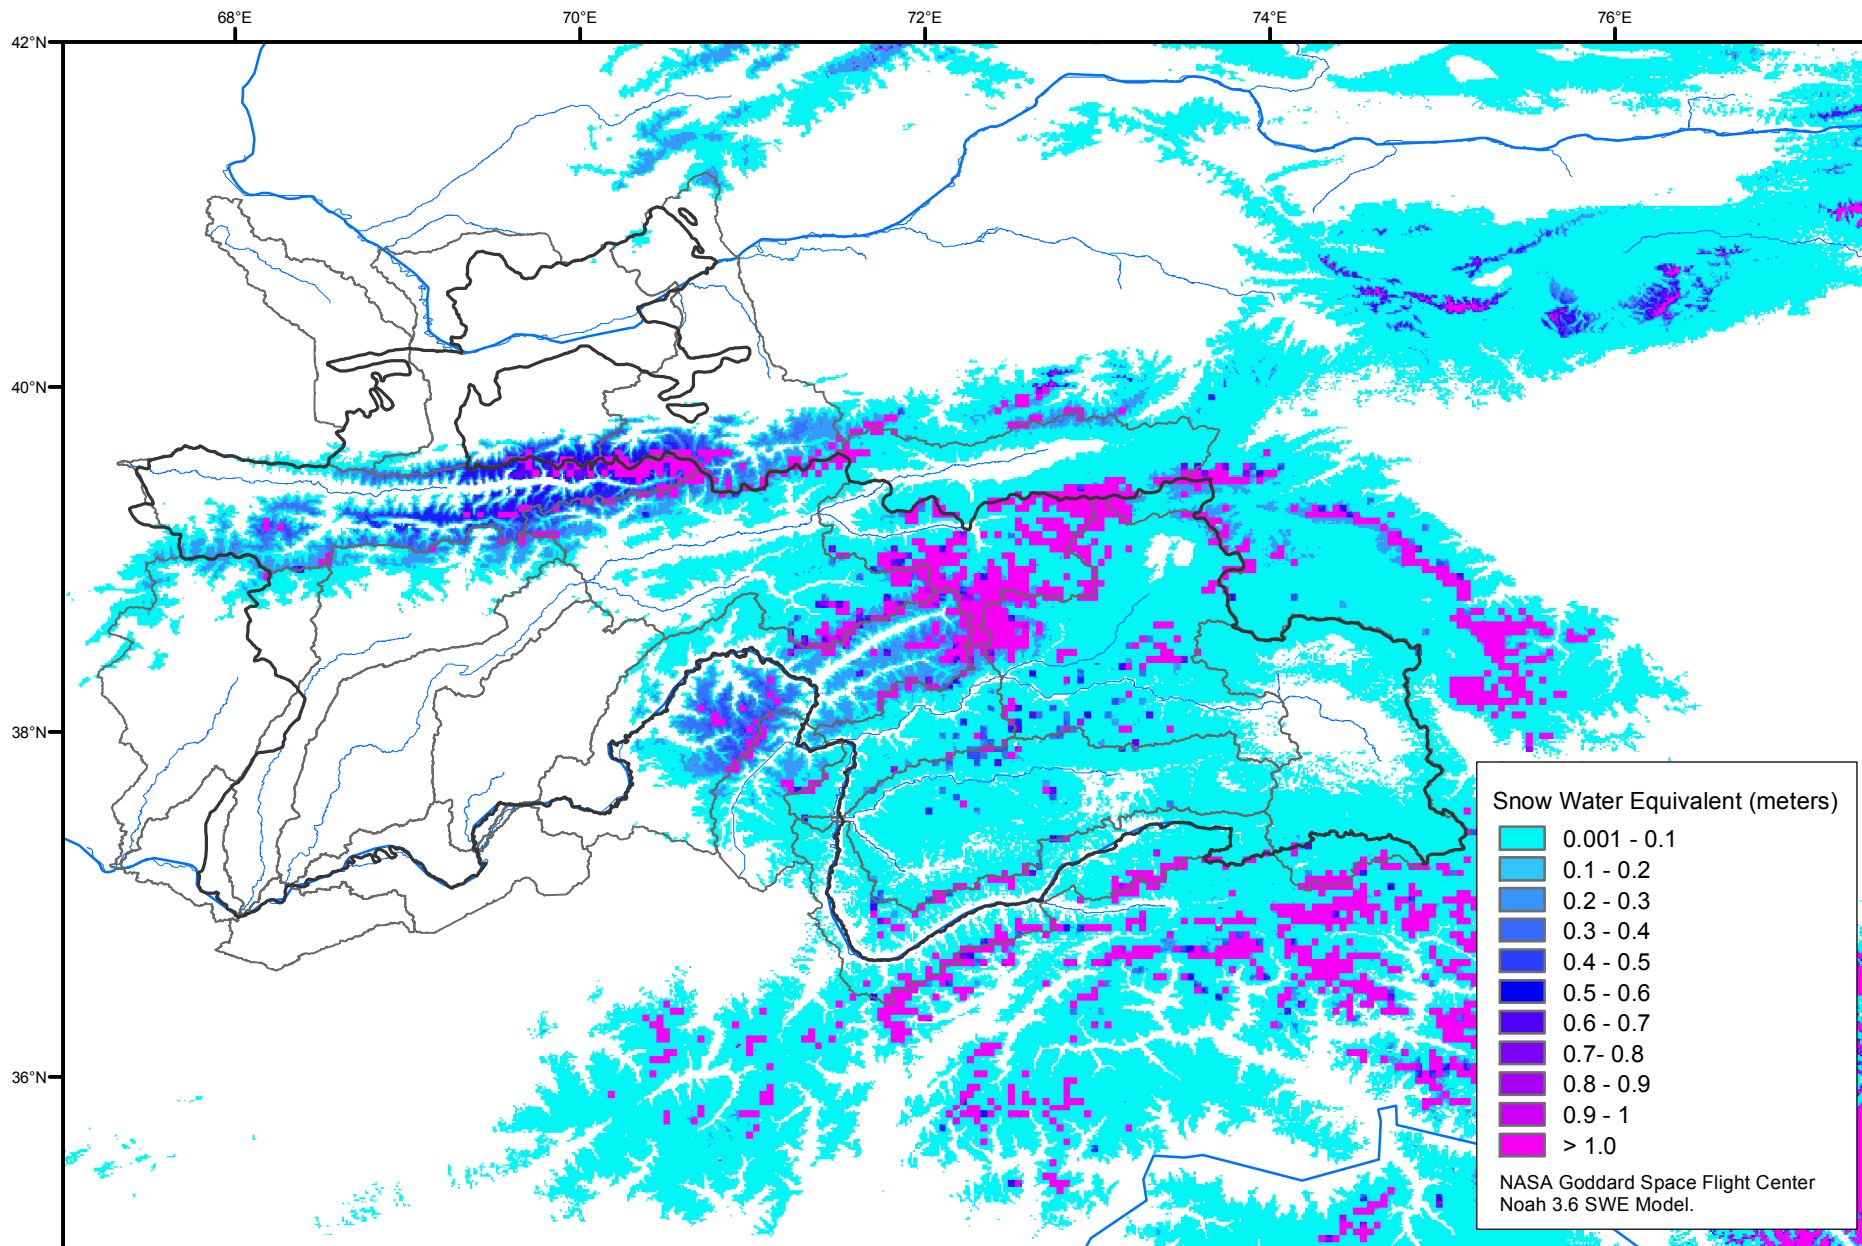 68°E
70°E
72°E
74°E
76°E
42°N
40°N
38°N
36°N
Snow Water Equivalent (meters)
0.001 - 0.1
0.1 - 0.2
0.2 - 0.3
0.3 - 0.4
0.4 - 0.5
0.5 - 0.6
0.6 - 0.7
0.7- 0.8
0.8 - 0.9
0.9 - 1
> 1.0
NASA Goddard Space Flight Center
Noah 3.6 SWE Model.